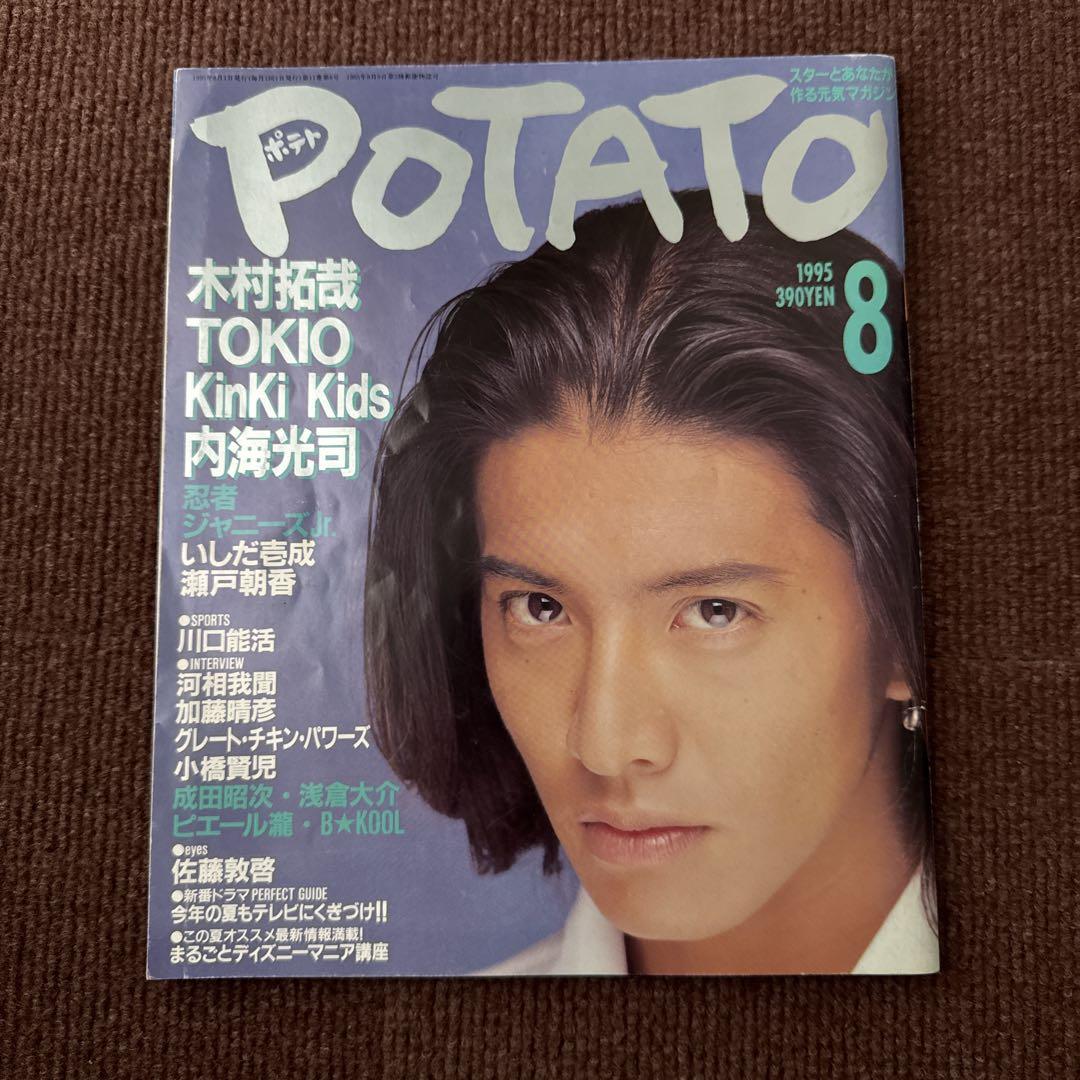 スターとあなたが
作る元気マガジン
POTATO
ポテト
1995
390YEN
8
木村拓哉
TOKIO
KinKi Kids
内海光司
忍者
ジャニーズJr.
いしだ壱成
瀬戸朝香
●SPORTS
川口能活
●INTERVIEW
河相我聞
加藤晴彦
グレート・チキン・パワーズ
小橋賢児
成田昭次・浅倉大介
ピエール瀧・B★KOOL
●eyes
佐藤敦啓
●新番ドラマ PERFECT GUIDE
今年の夏もテレビにくぎづけ!!
●この夏オススメ最新情報満載!
まるごとディズニーマニア講座